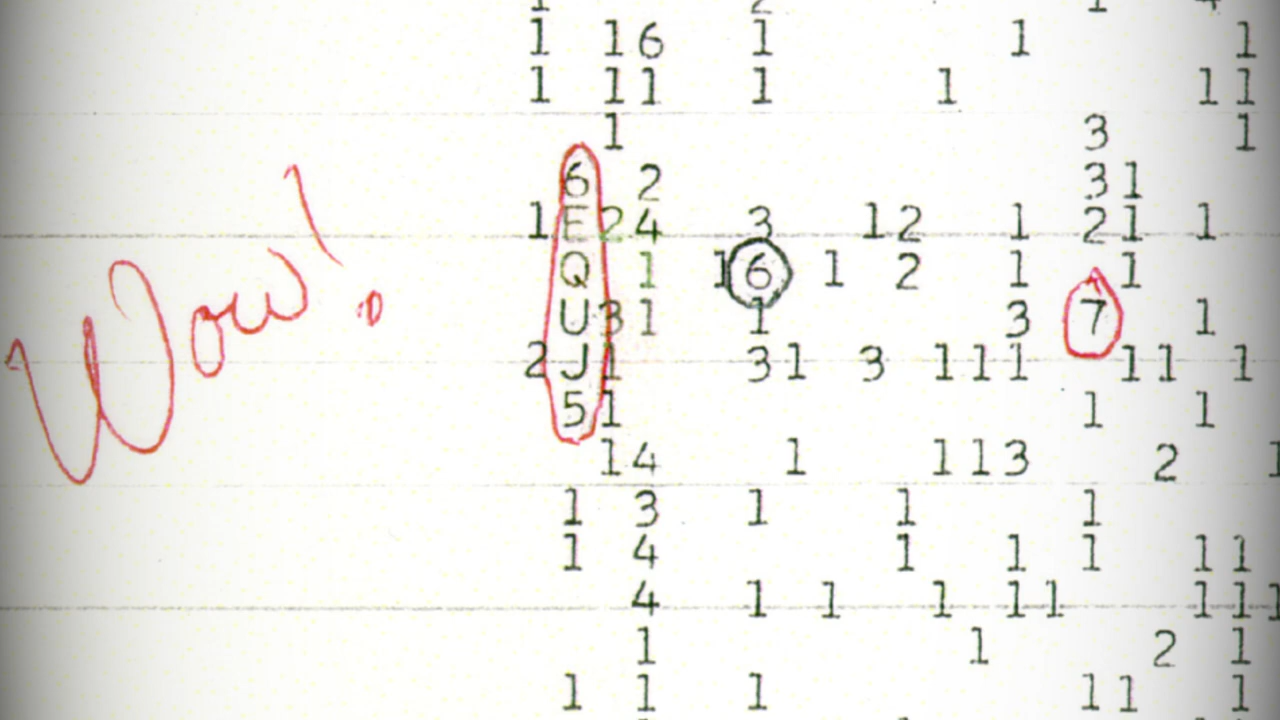 1 16 1 1 1
1 11 1 1 11
1 3 1
6 2 31
1E24 3 12 1 21 1
Q 1 16 1 2 1 1
Wow! U31 1 3 7 1
2J1 31 3 111 11 1
51 1 1
14 1 113 2 1
1 3 1 1 1
1 4 1 1 1 11
4 1 1 1 11 111
1 1 2 1
1 1 1 11 1